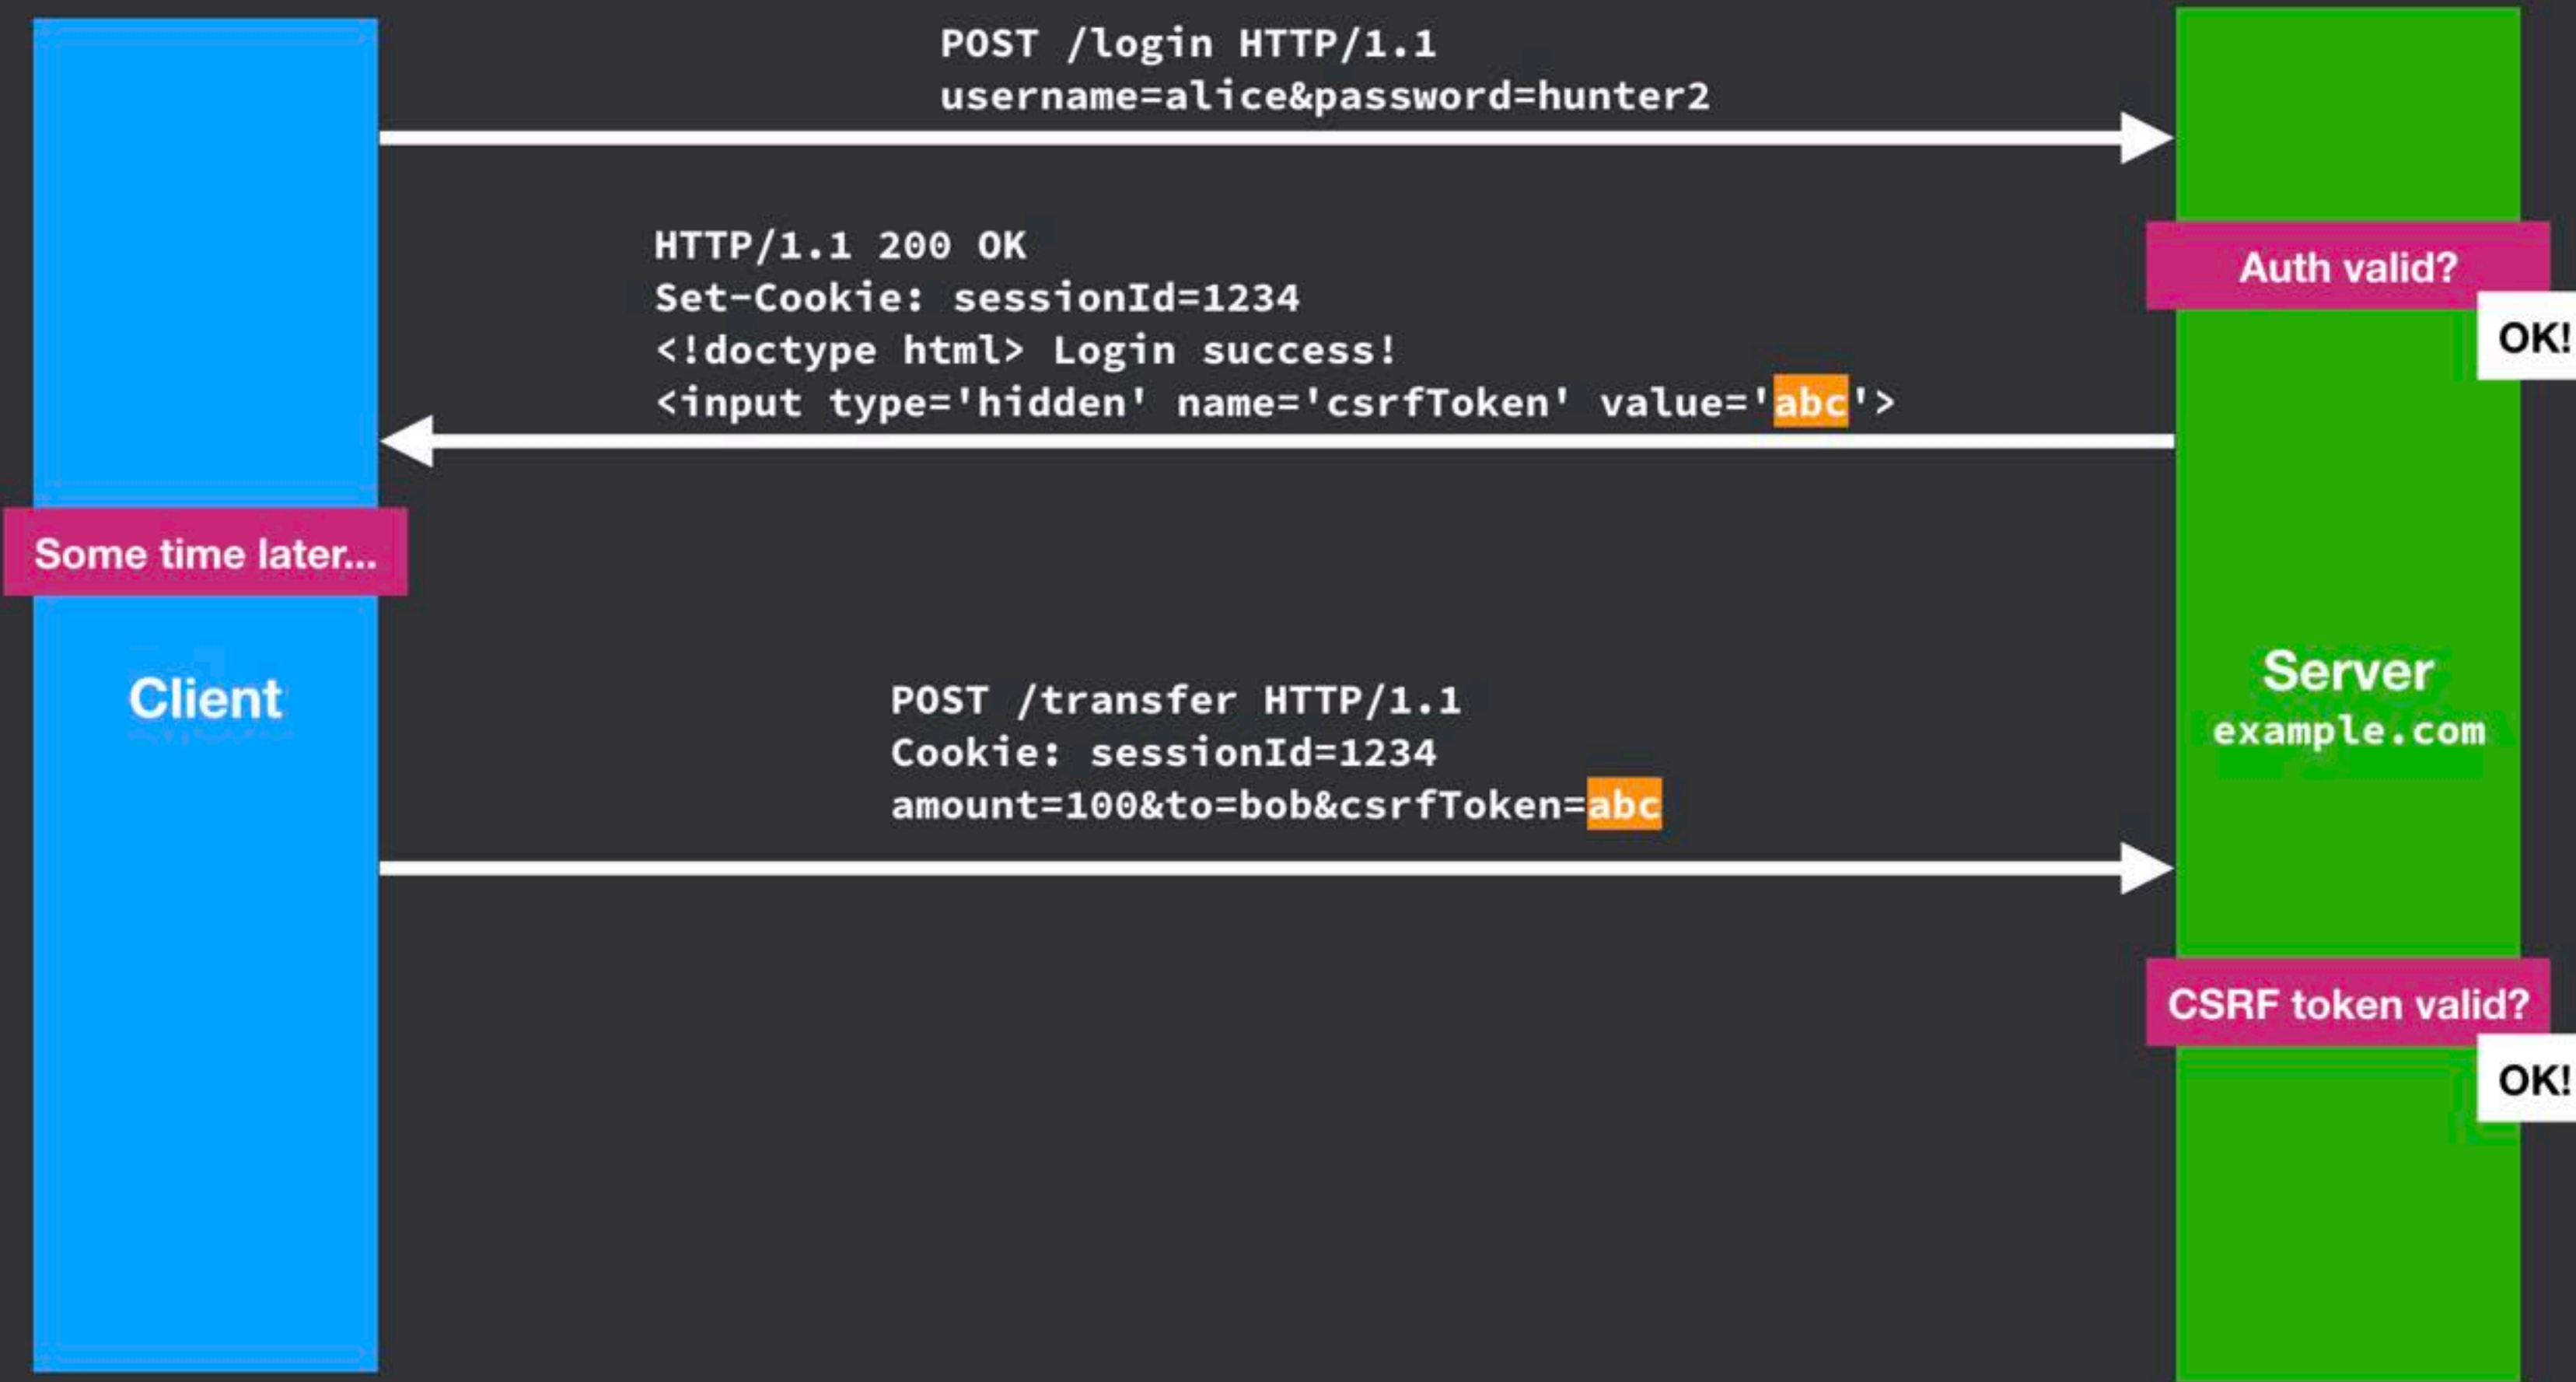 POST /login HTTP/1.1
username=alice&password=hunter2
HTTP/1.1 200 OK
Set-Cookie: sessionId=1234
<!doctype html> Login success!
<input type='hidden' name='csrfToken' value='abc'>
Auth valid?
OK!
Some time later...
Client
Server
example.com
POST /transfer HTTP/1.1
Cookie: sessionId=1234
amount=100&to=bob&csrfToken=abc
CSRF token valid?
OK!